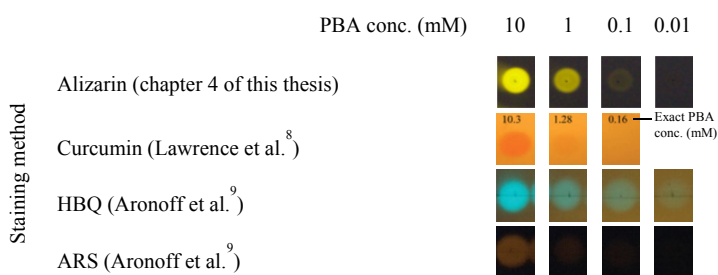 PBA conc. (mM) 10 1 0.1 0.01
Alizarin (chapter 4 of this thesis)
10.3 1.28 0.16 Exact PBA
conc. (mM)
Curcumin (Lawrence et al.⁸)
HBQ (Aronoff et al.⁹)
ARS (Aronoff et al.⁹)
Staining method